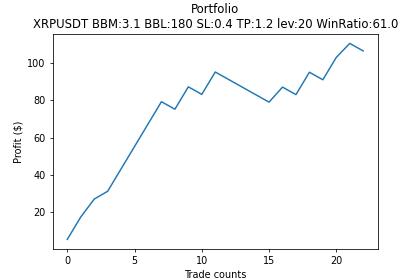 Portfolio
XRPUSDT BBM:3.1 BBL:180 SL:0.4 TP:1.2 lev:20 WinRatio:61.0
100
80
60
40
20
Profit ($)
0 5 10 15 20
Trade counts